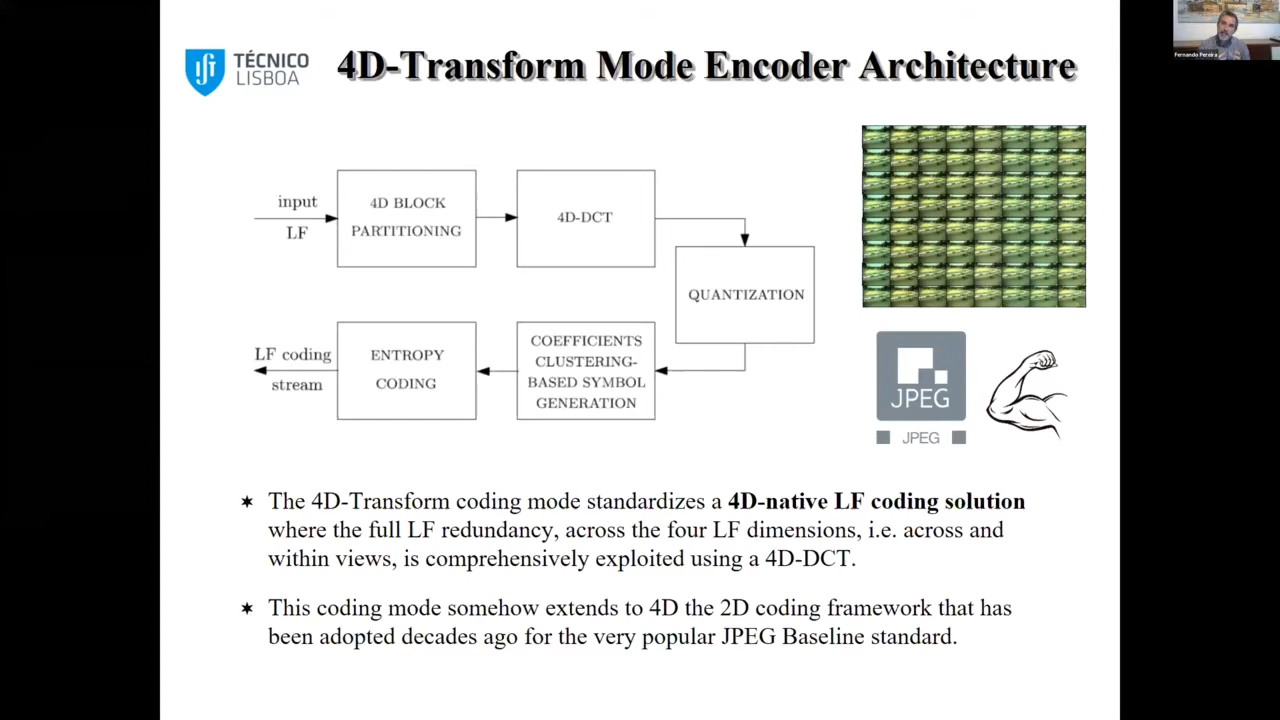 TÉCNICO
LISBOA
4D-Transform Mode Encoder Architecture
Fernando Pereira
input
LF
4D BLOCK
PARTITIONING
4D-DCT
QUANTIZATION
LF coding
stream
ENTROPY
CODING
COEFFICIENTS
CLUSTERING-
BASED SYMBOL
GENERATION
JPEG
JPEG
The 4D-Transform coding mode standardizes a 4D-native LF coding solution
where the full LF redundancy, across the four LF dimensions, i.e. across and
within views, is comprehensively exploited using a 4D-DCT.
This coding mode somehow extends to 4D the 2D coding framework that has
been adopted decades ago for the very popular JPEG Baseline standard.